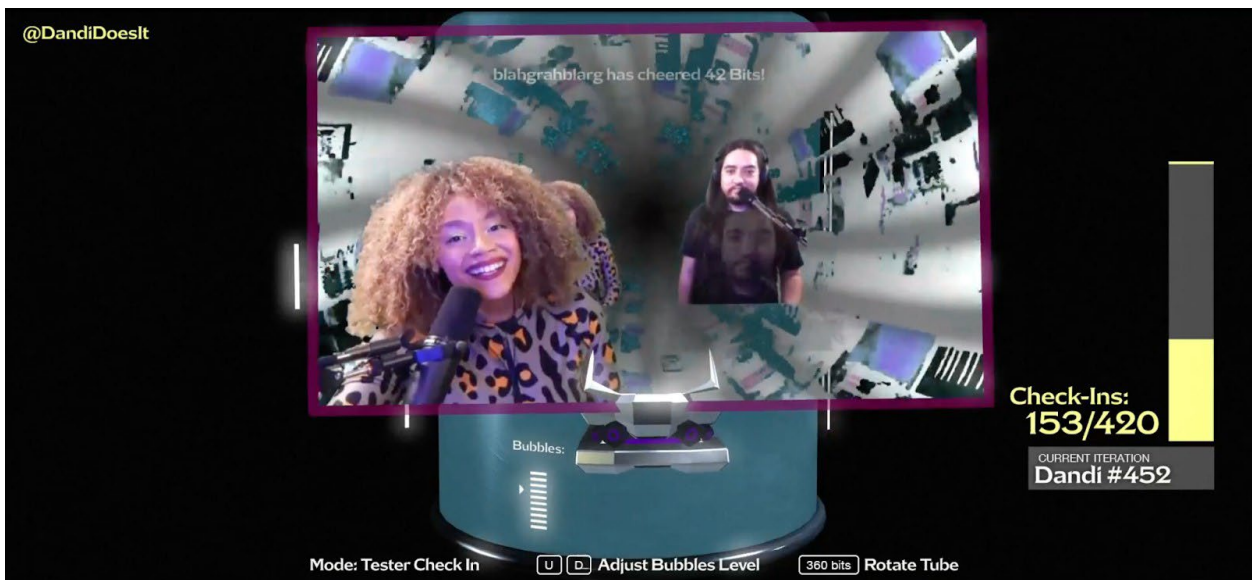 @DandiDoesIt
blahgrahblarg has cheered 42 Bits!
Check-Ins:
153/420
CURRENT ITERATION
Dandi #452
Bubbles:
Mode: Tester Check In
U D Adjust Bubbles Level
360 bits Rotate Tube